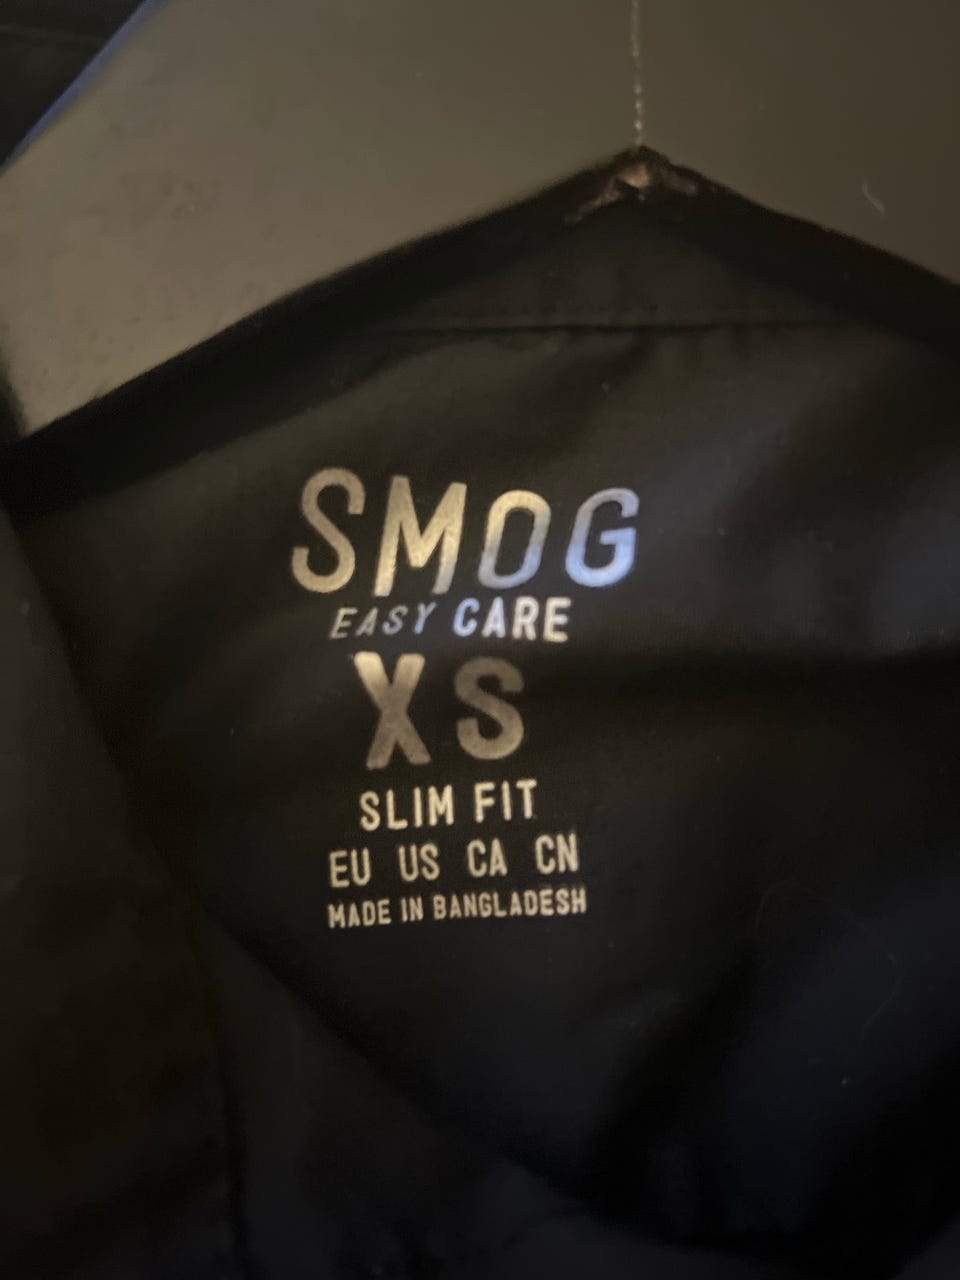 SMOG
EASY CARE
XS
SLIM FIT
EU US CA CN
MADE IN BANGLADESH